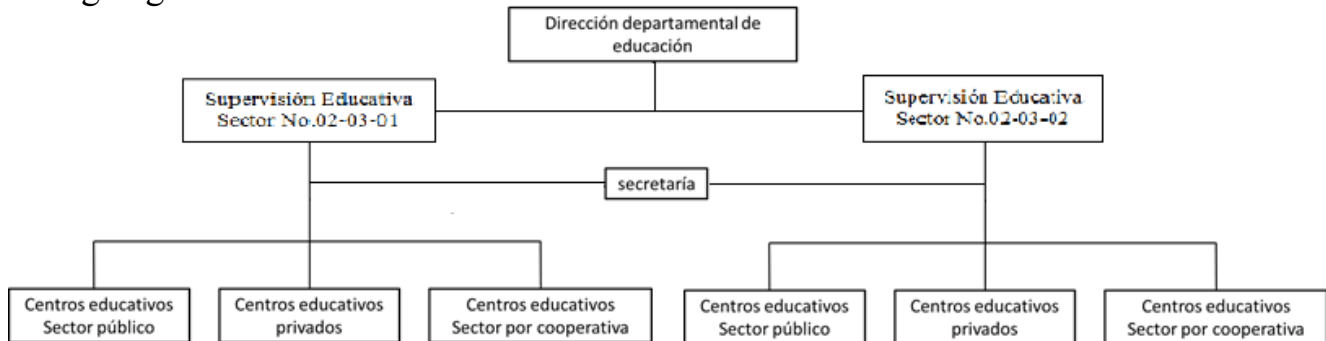 Dirección departamental de
educación
Supervisión Educativa
Sector No.02-03-01
Supervisión Educativa
Sector No.02-03-02
secretaría
Centros educativos
Sector público
Centros educativos
privados
Centros educativos
Sector por cooperativa
Centros educativos
Sector público
Centros educativos
privados
Centros educativos
Sector por cooperativa